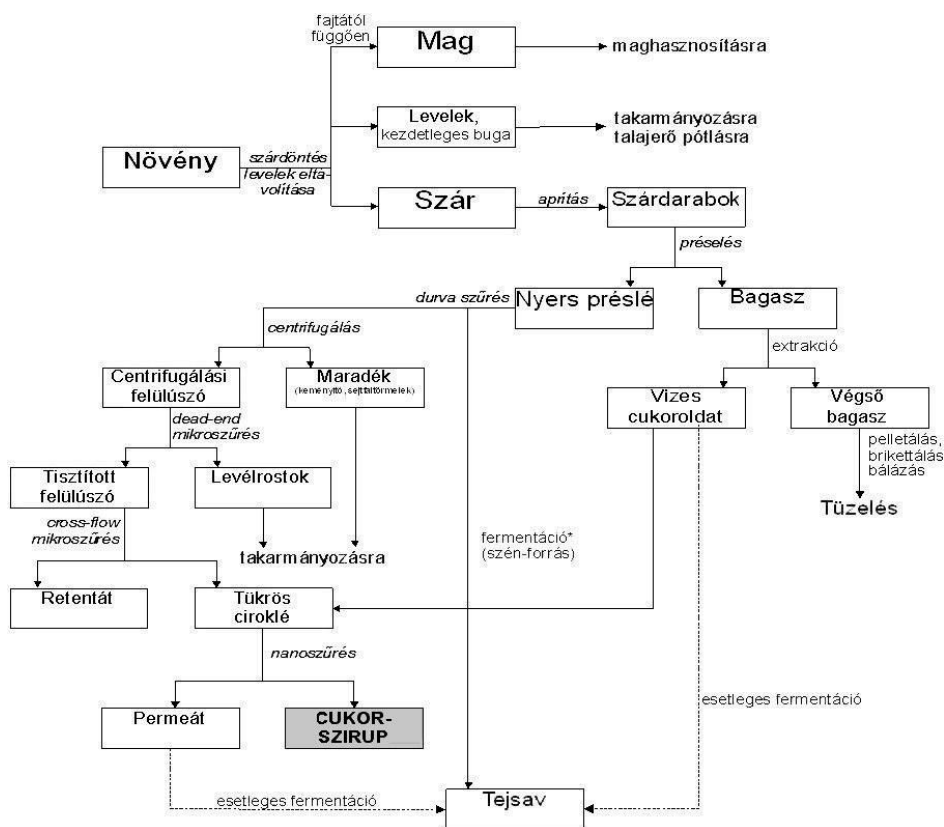 fajtától
függően
Mag
maghasznosításra
Levelek,
kezdetleges buga
takarmányozásra
talajerő pótlásra
Növény
szárdöntés
levelek eltá-
volítása
Szár
aprítás
Szárdarabok
préselés
durva szűrés
Nyers préslé
Bagasz
centrifugálás
extrakció
Centrifugálási
felülúszó
Maradék
(keményítő, sejtfaltörmelek)
Vizes
cukoroldat
Végső
bagasz
dead-end
mikroszűrés
pelletálás,
brikettálás
bálázás
Tisztított
felülúszó
Levélrostok
Tüzelés
cross-flow
mikroszűrés
takarmányozásra
fermentáció*
(szén-forrás)
Retentát
Tükrös
ciroklé
nanoszűrés
Permeát
CUKOR-
SZIRUP
esetleges fermentáció
esetleges fermentáció
Tejsav